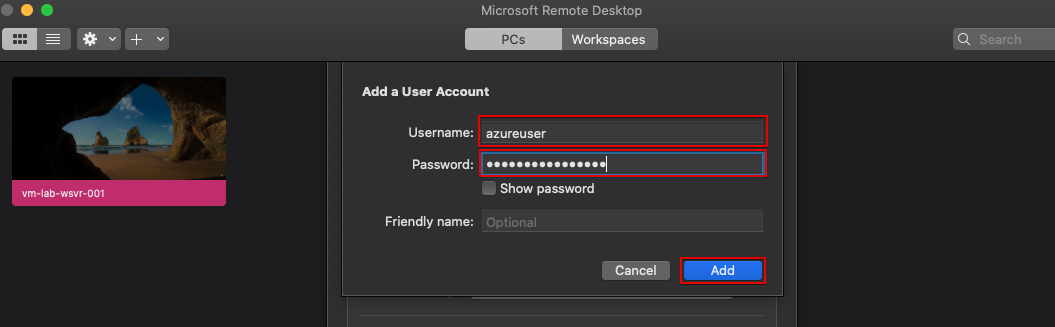 Microsoft Remote Desktop
PCs
Workspaces
Search
Add a User Account
Username: azureuser
Password: ••••••••••••••••
Show password
vm-lab-wsvr-001
Friendly name: Optional
Cancel
Add